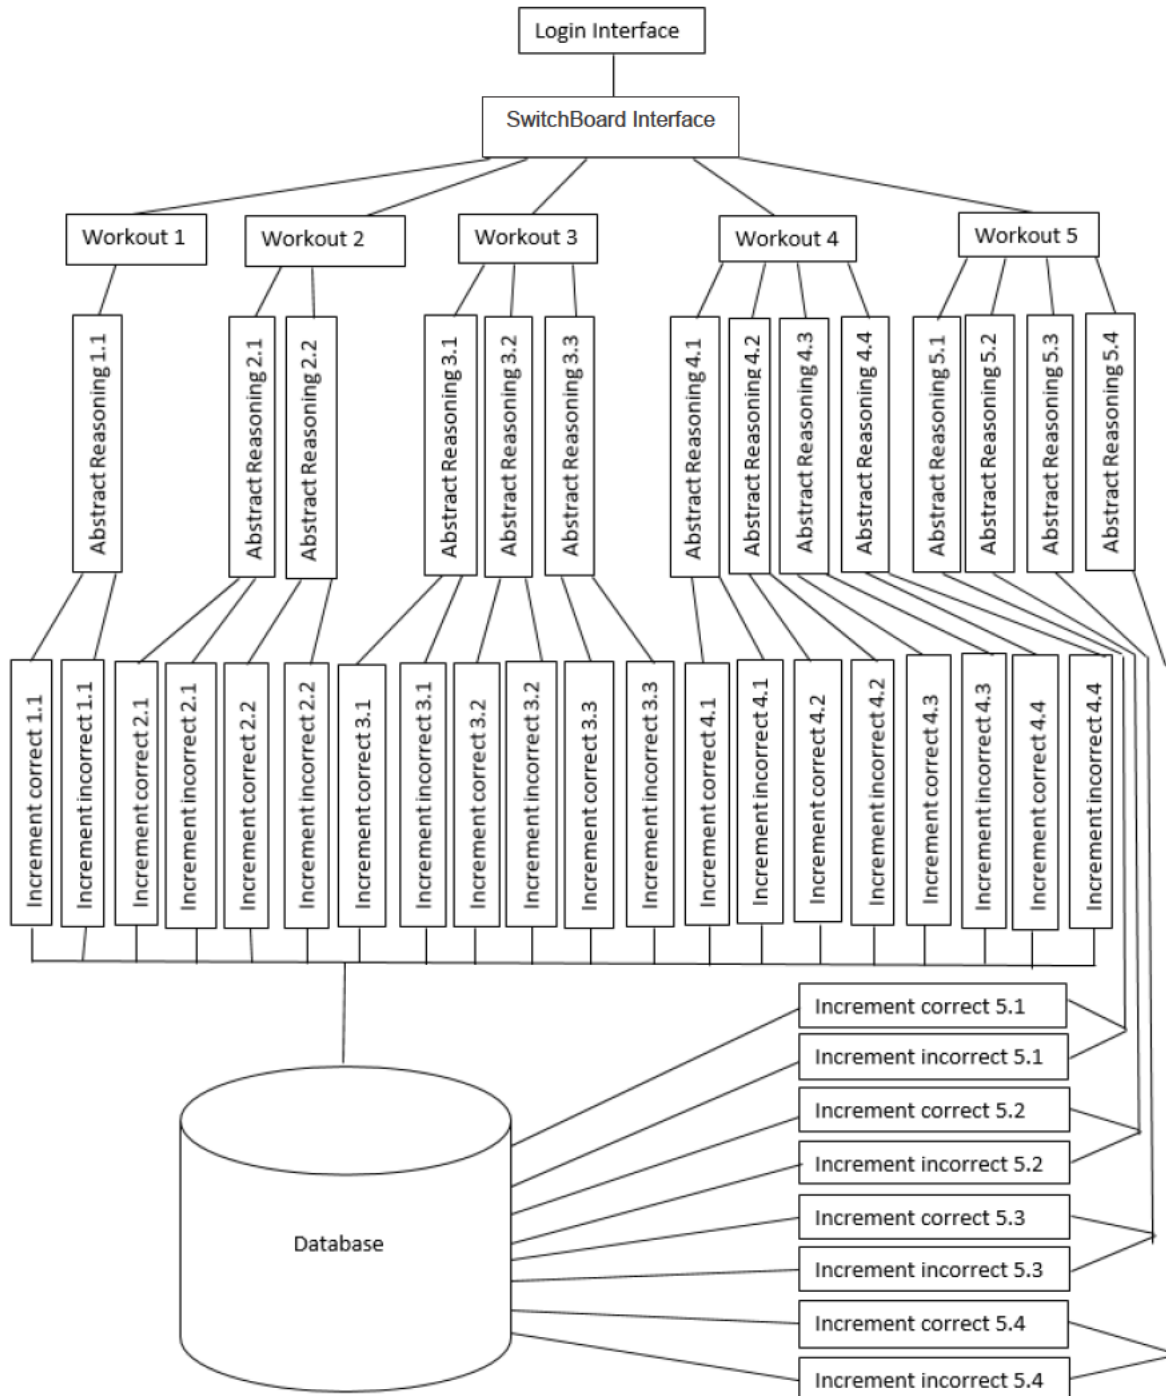 Login Interface
SwitchBoard Interface
Workout 1
Workout 2
Workout 3
Workout 4
Workout 5
Abstract Reasoning 1.1
Abstract Reasoning 2.1
Abstract Reasoning 2.2
Abstract Reasoning 3.1
Abstract Reasoning 3.2
Abstract Reasoning 3.3
Abstract Reasoning 4.1
Abstract Reasoning 4.2
Abstract Reasoning 4.3
Abstract Reasoning 4.4
Abstract Reasoning 5.1
Abstract Reasoning 5.2
Abstract Reasoning 5.3
Abstract Reasoning 5.4
Increment correct 1.1
Increment incorrect 1.1
Increment correct 2.1
Increment incorrect 2.1
Increment correct 2.2
Increment incorrect 2.2
Increment correct 3.1
Increment incorrect 3.1
Increment correct 3.2
Increment incorrect 3.2
Increment correct 3.3
Increment incorrect 3.3
Increment correct 4.1
Increment incorrect 4.1
Increment correct 4.2
Increment incorrect 4.2
Increment correct 4.3
Increment incorrect 4.3
Increment correct 4.4
Increment incorrect 4.4
Increment correct 5.1
Increment incorrect 5.1
Increment correct 5.2
Increment incorrect 5.2
Increment correct 5.3
Increment incorrect 5.3
Increment correct 5.4
Increment incorrect 5.4
Database